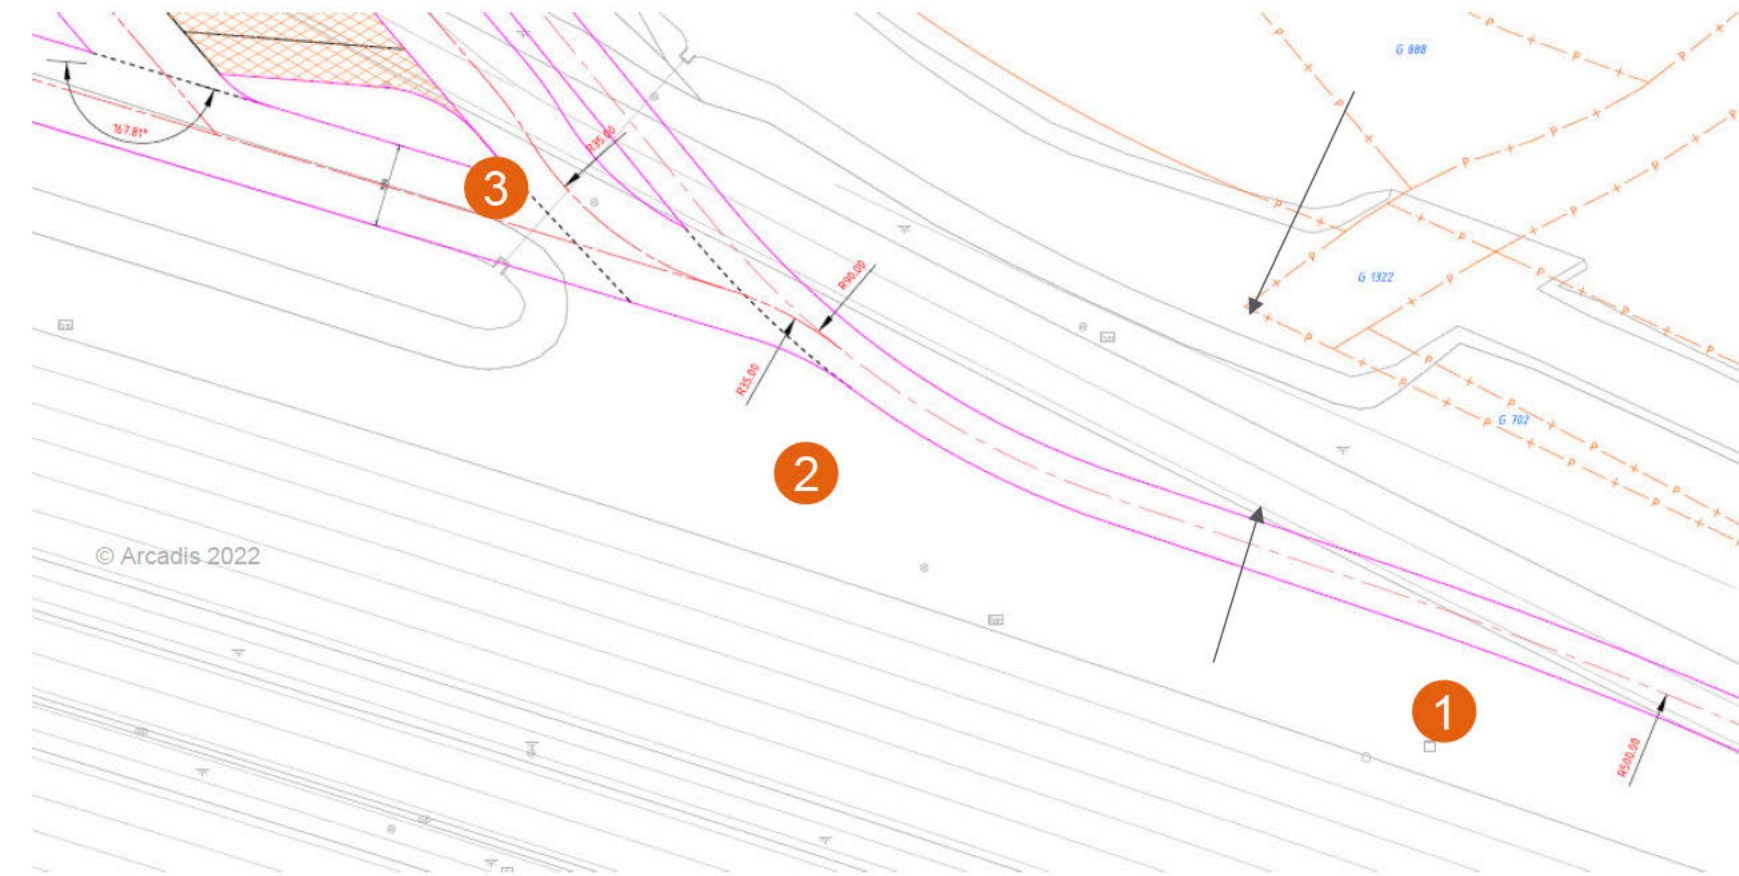 G 888
167.81°
R35.00
3
G 1322
R90.00
R35.00
G 702
2
© Arcadis 2022
1
R500.00